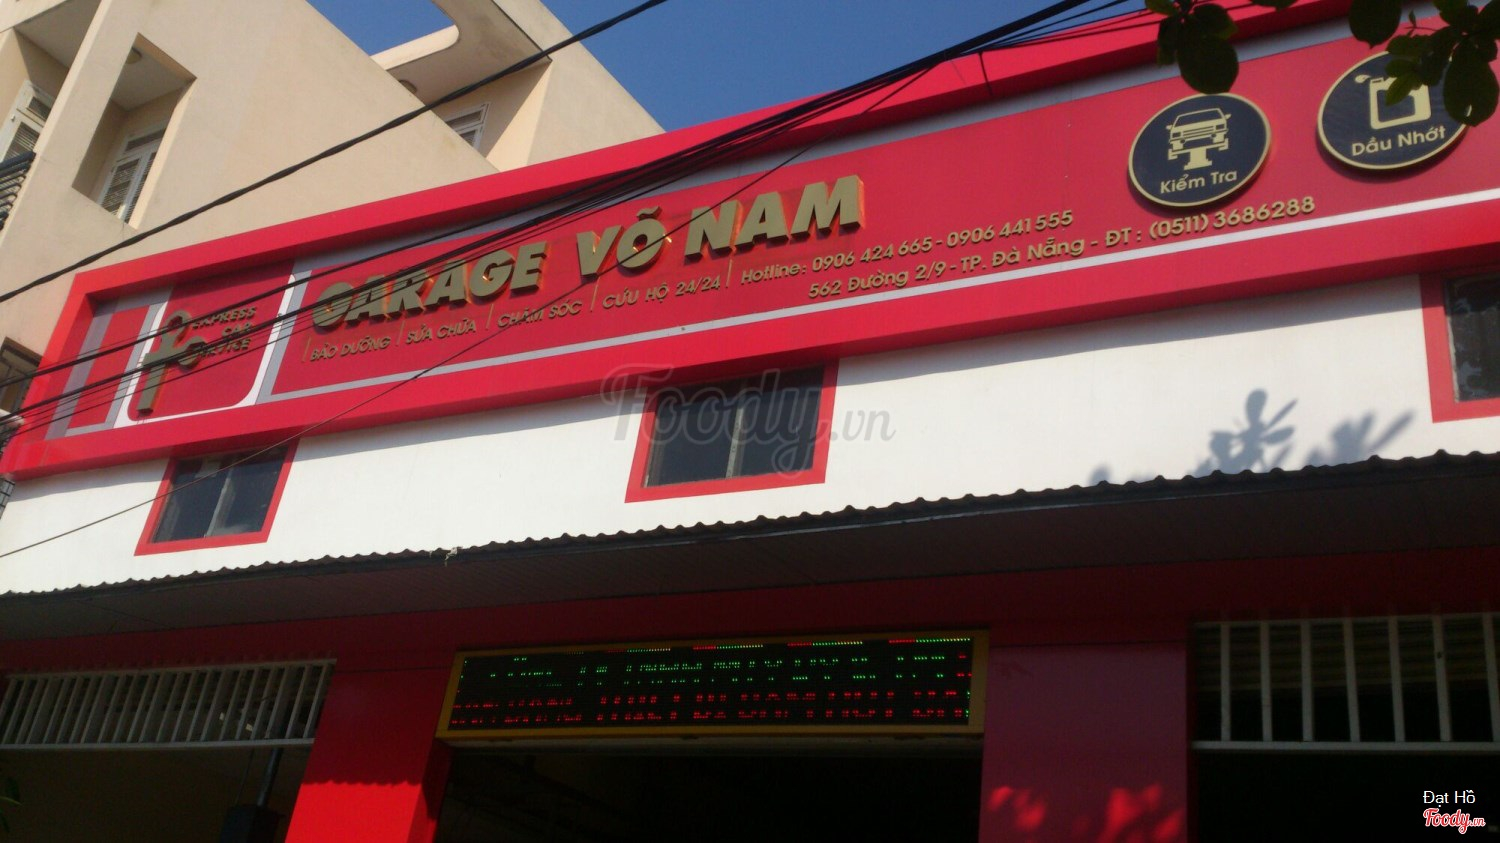 EXPRESS
CAR
SERVICE
GARAGE VÕ NAM
BẢO DƯỠNG | SỬA CHỮA | CHĂM SÓC | CỨU HỘ 24/24 | Hotline: 0906 424 665 - 0906 441 555
562 Đường 2/9 - TP. Đà Nẵng - ĐT : (0511) 3686288
Kiểm Tra
Dầu Nhớt
Foody.vn
Đạt Hồ
Foody.vn